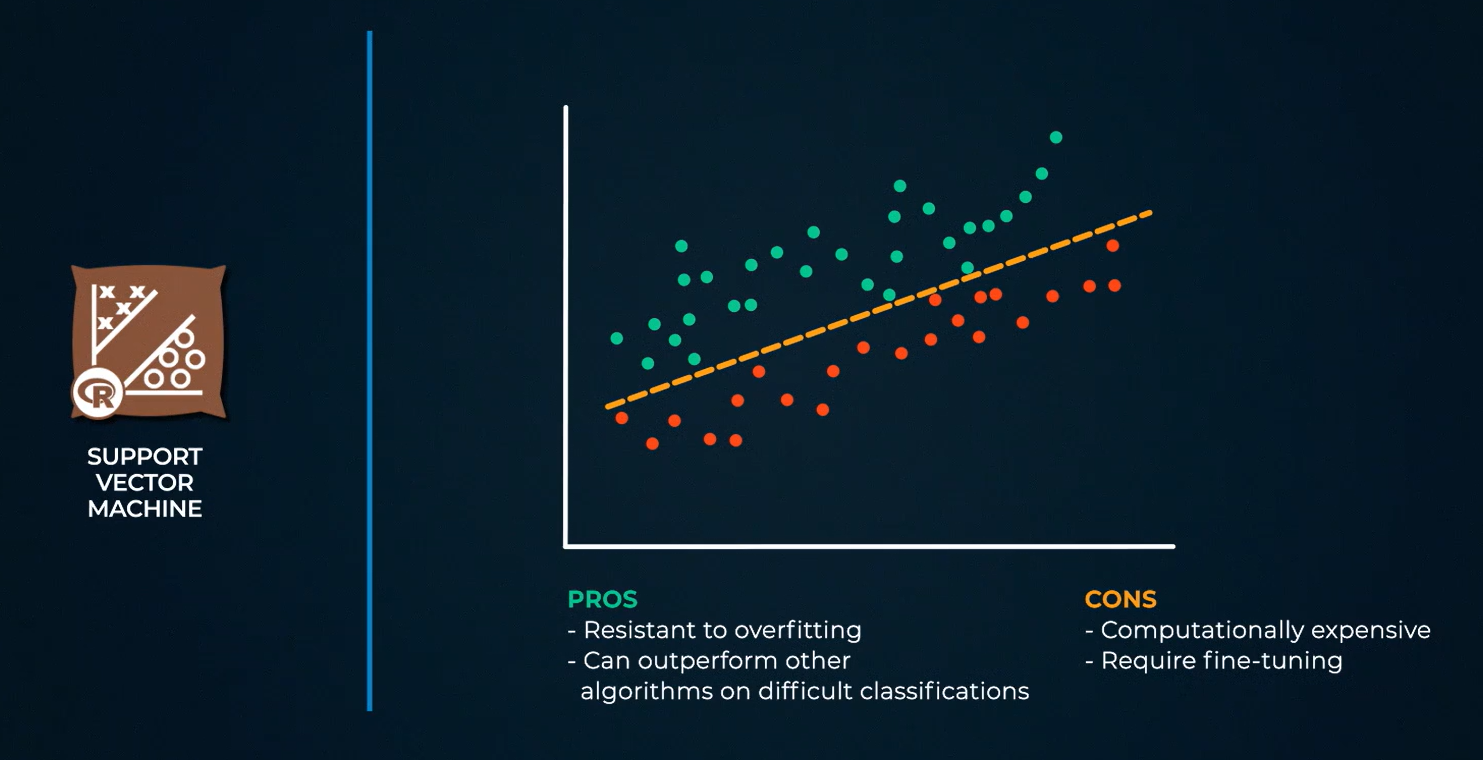 R
SUPPORT
VECTOR
MACHINE
PROS
- Resistant to overfitting
- Can outperform other
algorithms on difficult classifications
CONS
- Computationally expensive
- Require fine-tuning